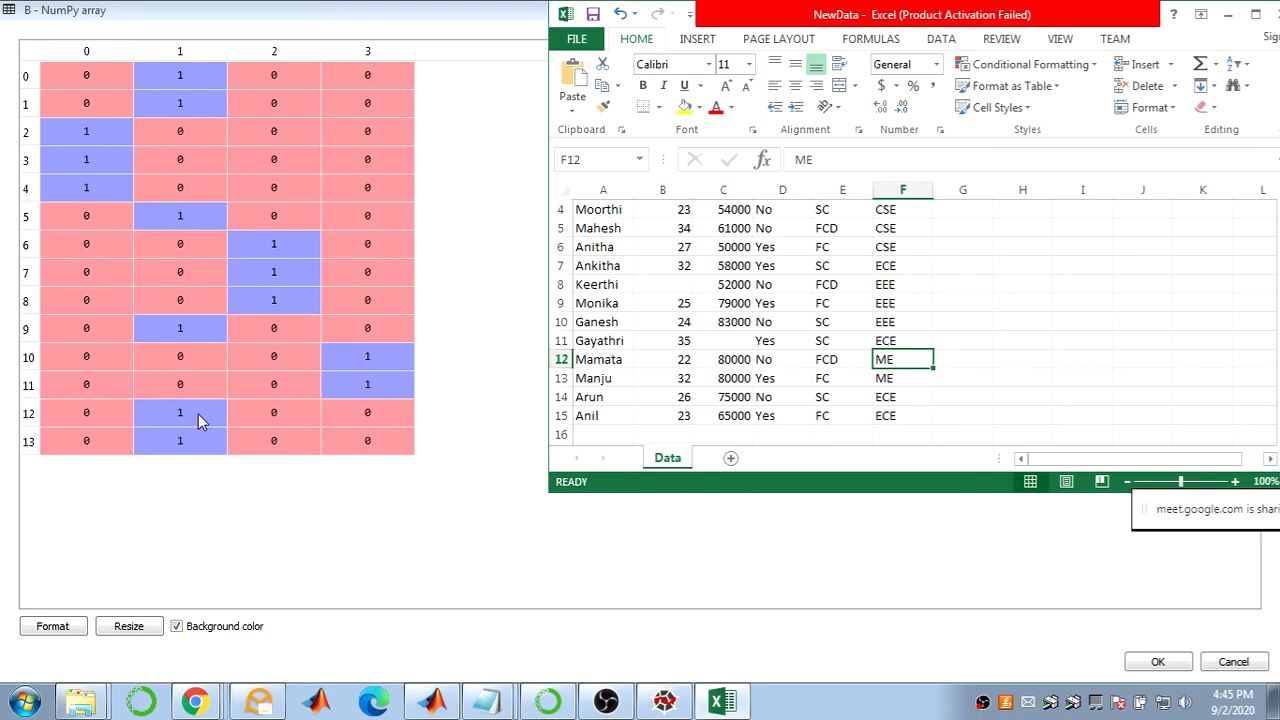 B - NumPy array
0 1 2 3
0 0 1 0 0
1 0 1 0 0
2 1 0 0 0
3 1 0 0 0
4 1 0 0 0
5 0 1 0 0
6 0 0 1 0
7 0 0 1 0
8 0 0 1 0
9 0 1 0 0
10 0 0 0 1
11 0 0 0 1
12 0 1 0 0
13 0 1 0 0
Format Resize Background color
OK Cancel
NewData - Excel (Product Activation Failed)
?
FILE HOME INSERT PAGE LAYOUT FORMULAS DATA REVIEW VIEW TEAM Sig
Paste Calibri 11 General Conditional Formatting Insert
B I U A A $ % , Format as Table Delete
A Cell Styles Format
Clipboard Font Alignment Number Styles Cells Editing
F12 fx ME
A B C D E F G H I J K L
4 Moorthi 23 54000 No SC CSE
5 Mahesh 34 61000 No FCD CSE
6 Anitha 27 50000 Yes FC CSE
7 Ankitha 32 58000 Yes SC ECE
8 Keerthi 52000 No FCD EEE
9 Monika 25 79000 Yes FC EEE
10 Ganesh 24 83000 No SC EEE
11 Gayathri 35 Yes SC ECE
12 Mamata 22 80000 No FCD ME
13 Manju 32 80000 Yes FC ME
14 Arun 26 75000 No SC ECE
15 Anil 23 65000 Yes FC ECE
16
Data
READY 100%
meet.google.com is shari
4:45 PM
9/2/2020